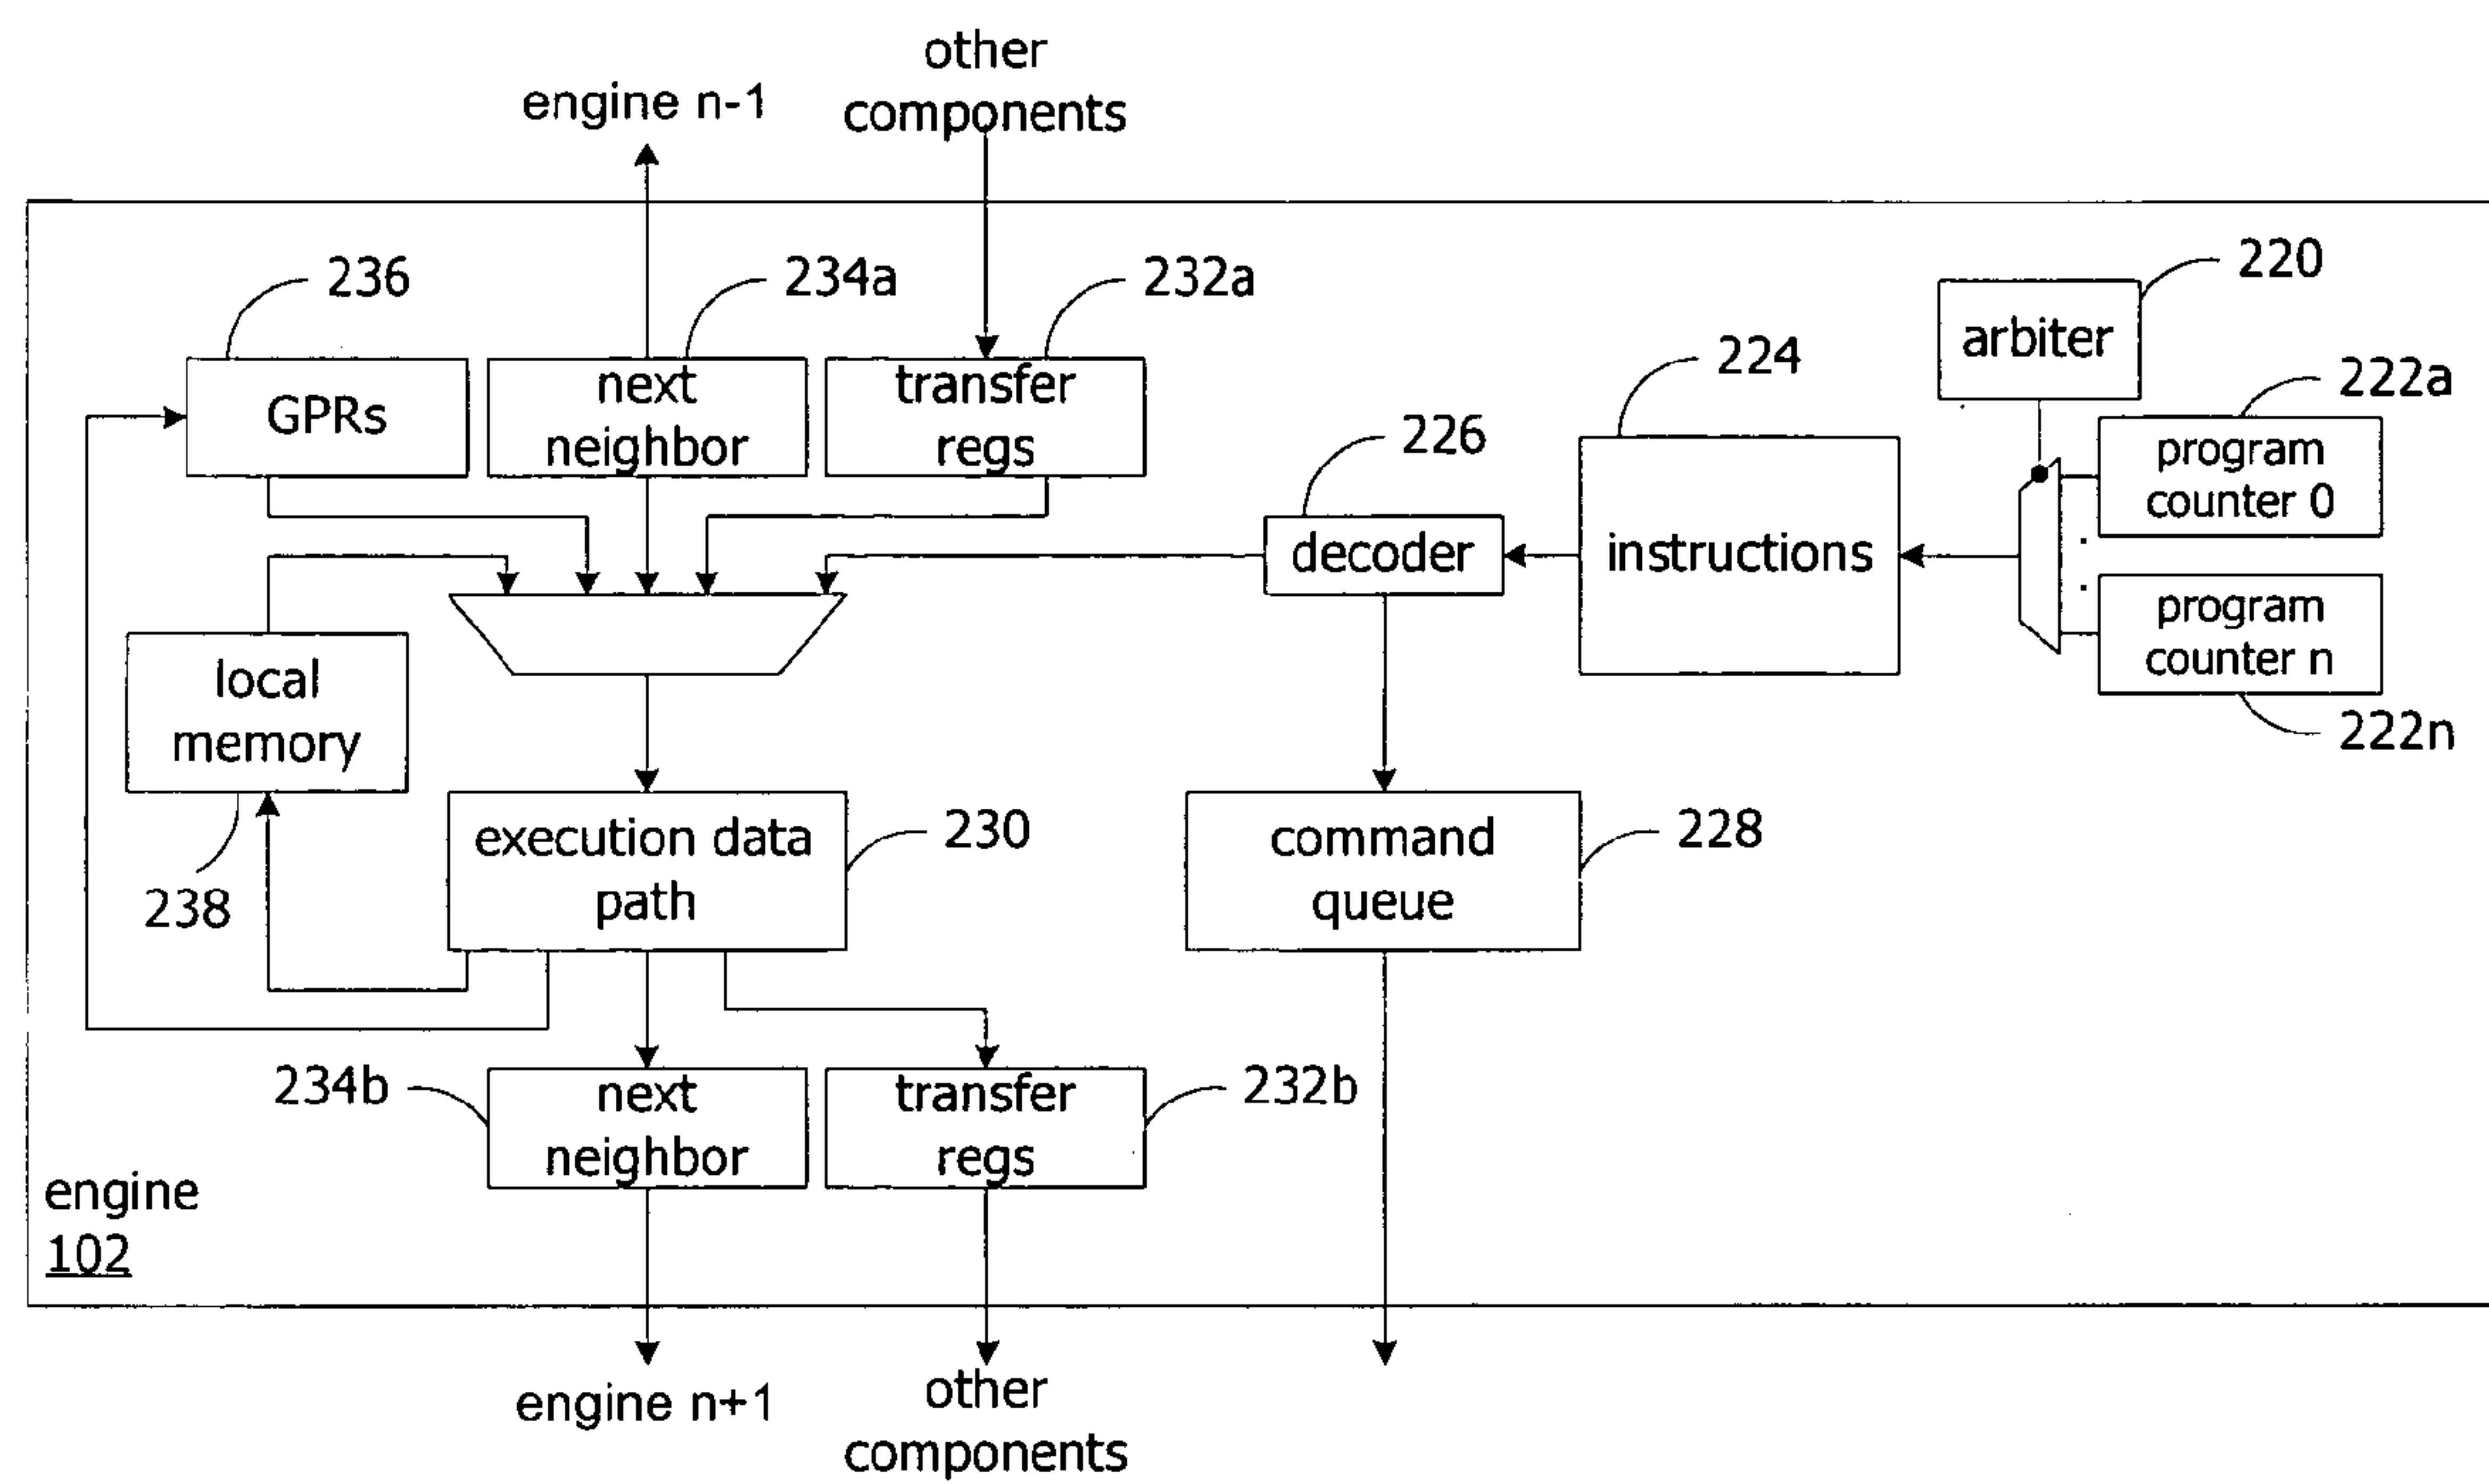 other
components
engine n-1
236
234a
232a
220
arbiter
GPRs
next
neighbor
transfer
regs
224
222a
226
program
counter 0
decoder
instructions
.
.
program
counter n
222n
local
memory
238
execution data
path
230
command
queue
228
234b
next
neighbor
transfer
regs
232b
engine
102
engine n+1
other
components